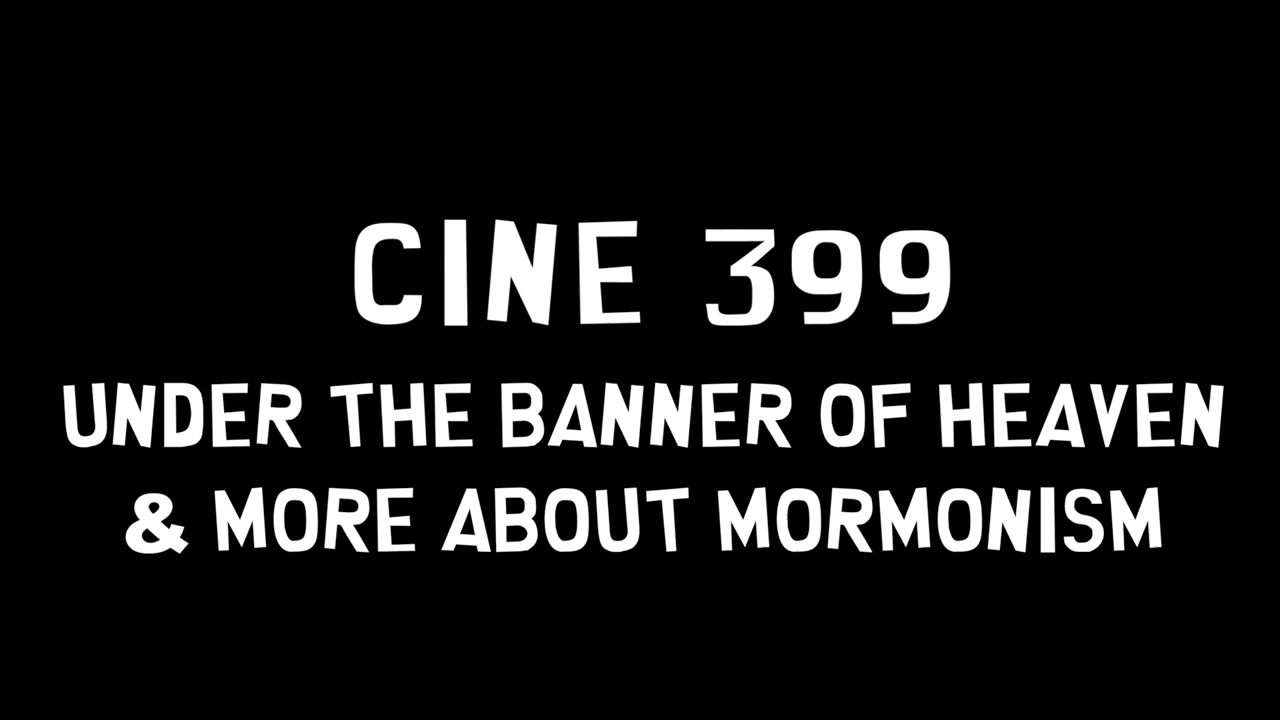 CINE 399
UNDER THE BANNER OF HEAVEN
& MORE ABOUT MORMONISM